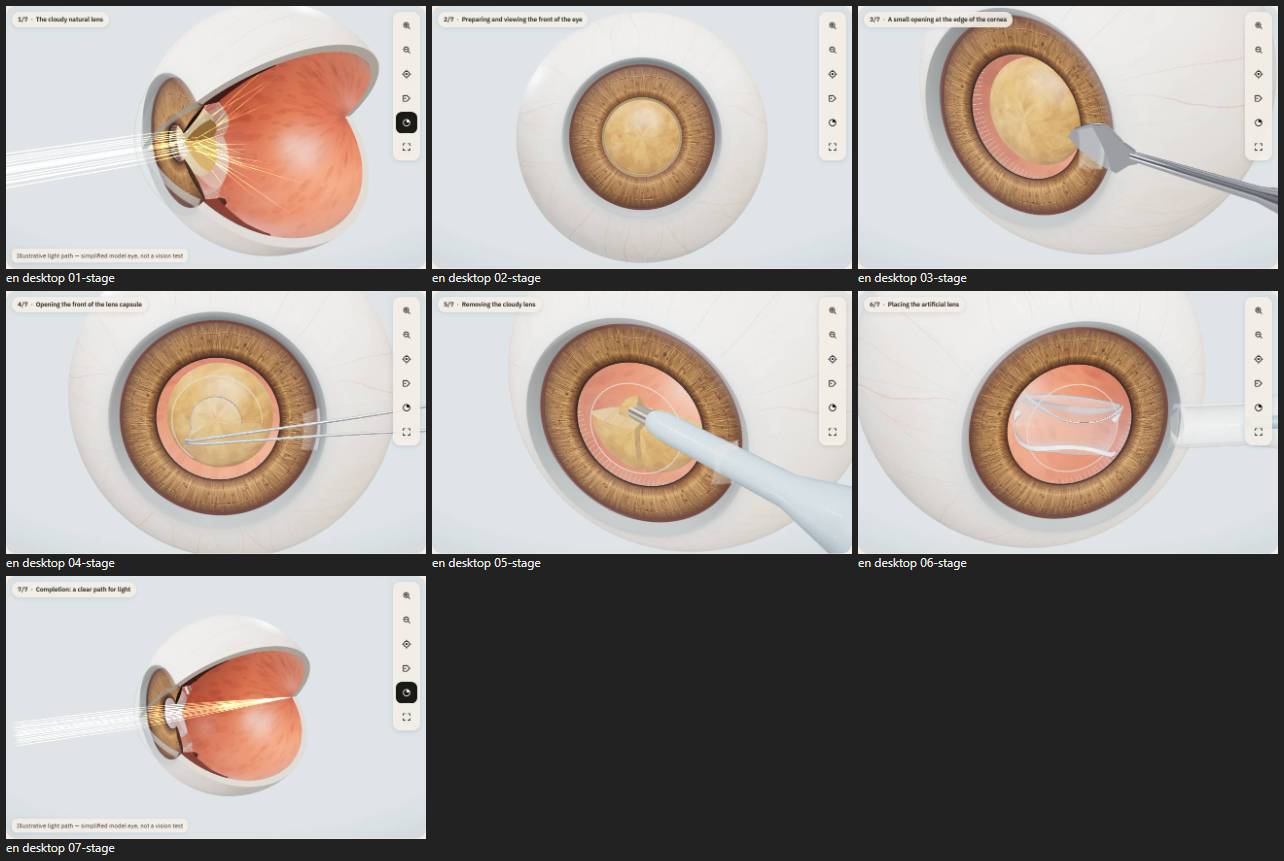 1/7 · The cloudy natural lens
2/7 · Preparing and viewing the front of the eye
3/7 · A small opening at the edge of the cornea
Illustrative light path — simplified model eye, not a vision test
en desktop 01-stage
en desktop 02-stage
en desktop 03-stage
4/7 · Opening the front of the lens capsule
5/7 · Removing the cloudy lens
6/7 · Placing the artificial lens
en desktop 04-stage
en desktop 05-stage
en desktop 06-stage
7/7 · Completion: a clear path for light
Illustrative light path — simplified model eye, not a vision test
en desktop 07-stage